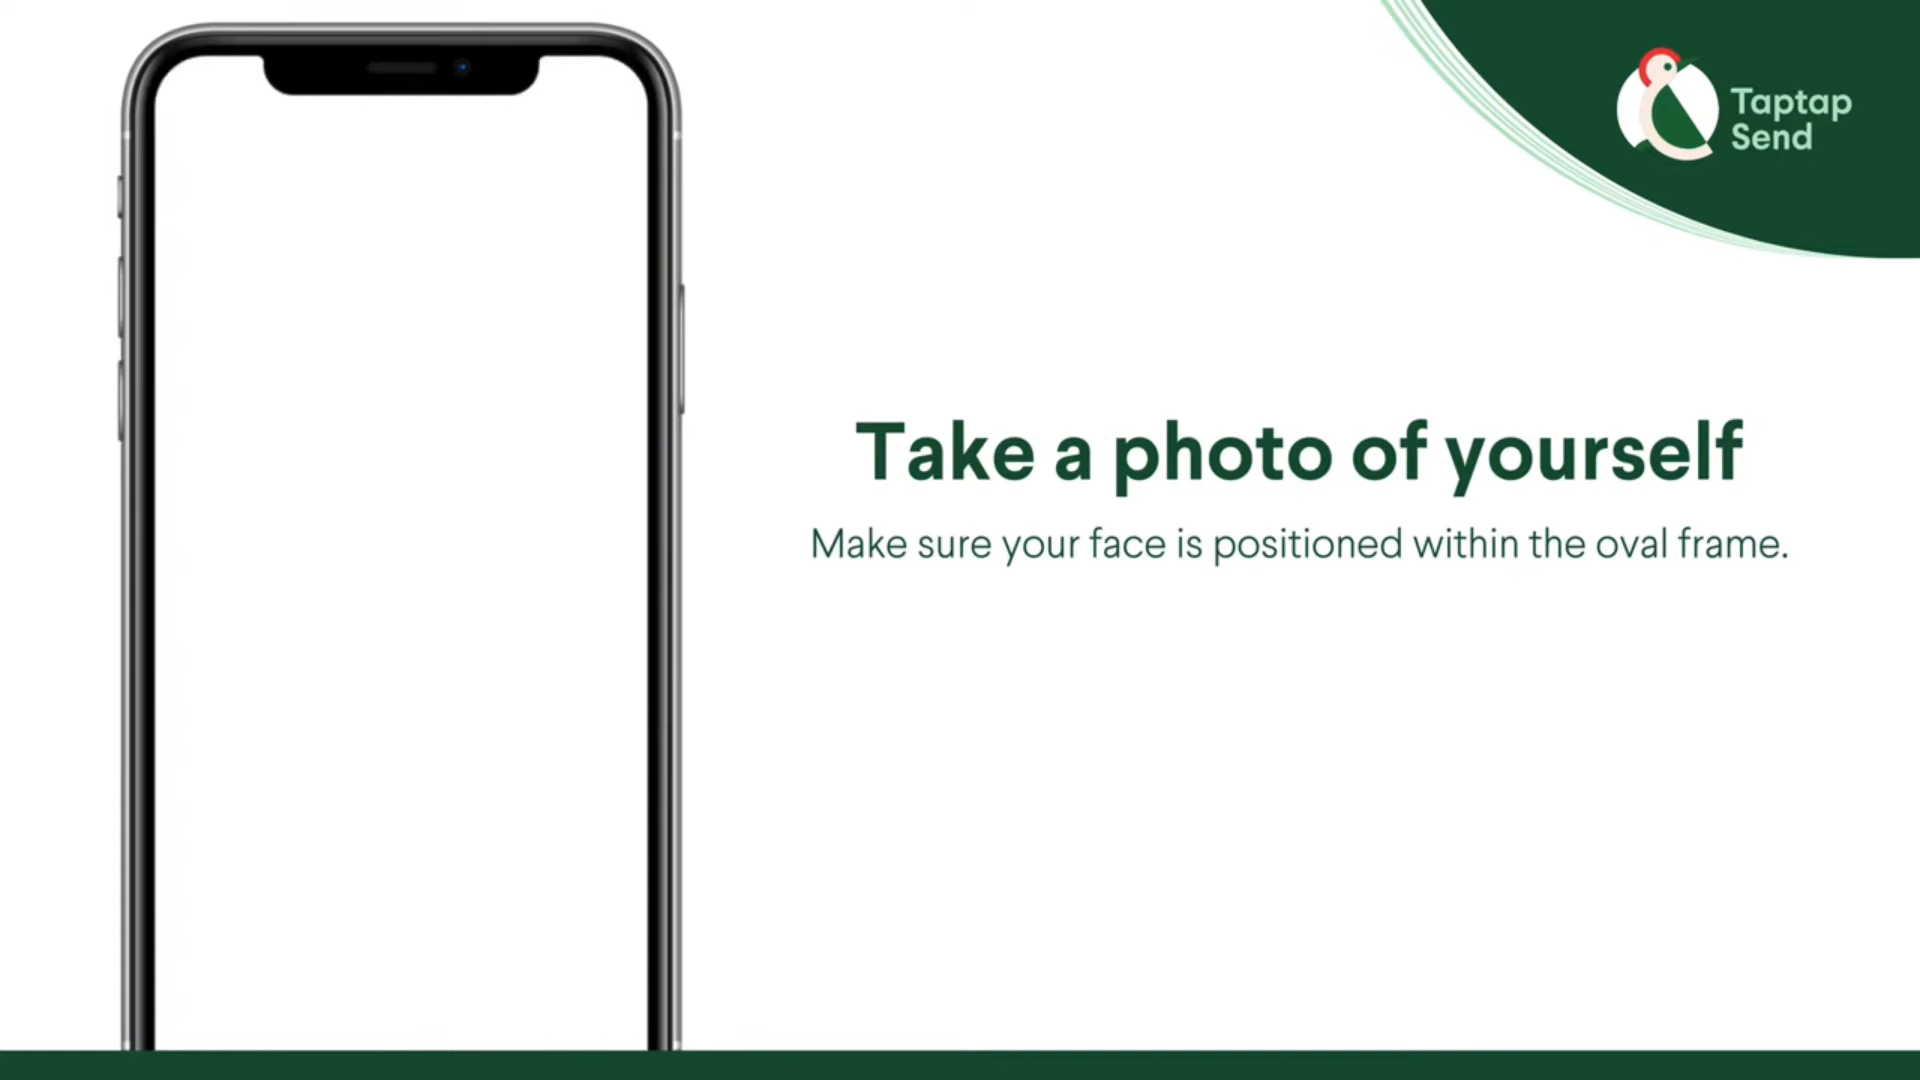 Taptap
Send
Take a photo of yourself
Make sure your face is positioned within the oval frame.